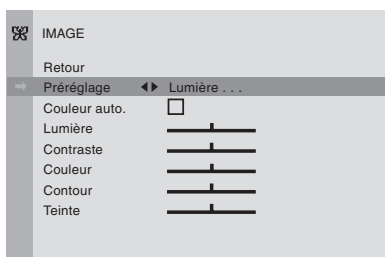 IMAGE
Retour
Préréglage Lumière . . .
Couleur auto.
Lumière
Contraste
Couleur
Contour
Teinte